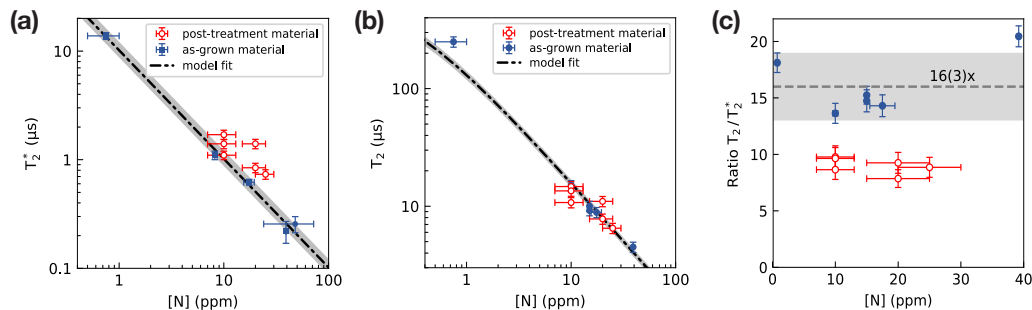 (a)
10
1
0.1
T₂* (μs)
1
10
100
[N] (ppm)
post-treatment material
as-grown material
model fit
(b)
100
10
T₂ (μs)
1
10
100
[N] (ppm)
post-treatment material
as-grown material
model fit
(c)
20
15
10
5
0
Ratio T₂/T₂*
16(3)x
0
10
20
30
40
[N] (ppm)